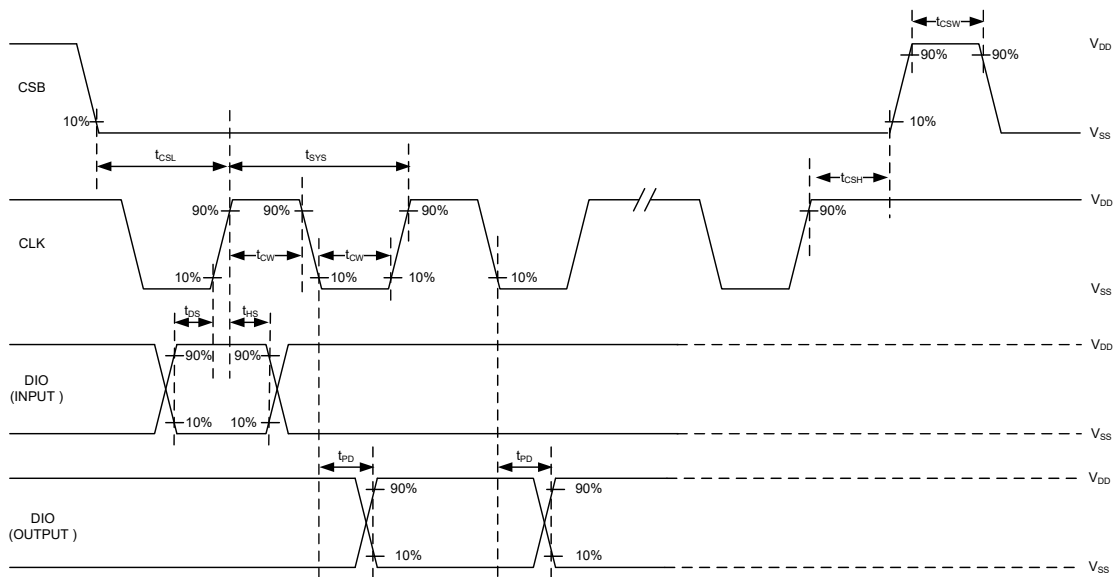 tCSW
VDD
90%
90%
CSB
10%
10%
VSS
tCSL
tSYS
tCSH
VDD
90%
90%
90%
90%
CLK
tCW
tCW
10%
10%
10%
10%
VSS
tDS
tHS
VDD
90%
90%
DIO
(INPUT )
10%
10%
VSS
tPD
tPD
VDD
90%
90%
DIO
(OUTPUT )
10%
10%
VSS